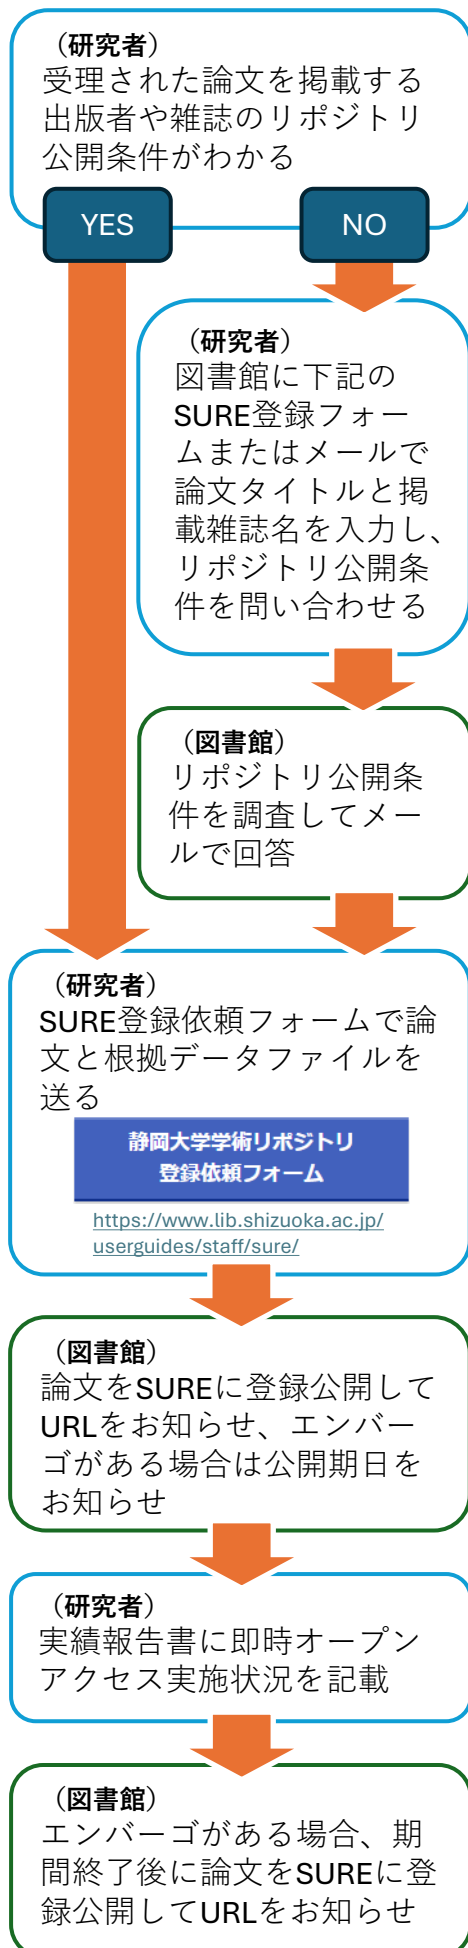 （研究者）
受理された論文を掲載する
出版者や雑誌のリポジトリ
公開条件がわかる
YES
NO
（研究者）
図書館に下記の
SURE登録フォー
ムまたはメールで
論文タイトルと掲
載雑誌名を入力し、
リポジトリ公開条
件を問い合わせる
（図書館）
リポジトリ公開条
件を調査してメー
ルで回答
（研究者）
SURE登録依頼フォームで論
文と根拠データファイルを
送る
静岡大学学術リポジトリ
登録依頼フォーム
https://www.lib.shizuoka.ac.jp/
userguides/staff/sure/
（図書館）
論文をSUREに登録公開して
URLをお知らせ、エンバー
ゴがある場合は公開期日を
お知らせ
（研究者）
実績報告書に即時オープン
アクセス実施状況を記載
（図書館）
エンバーゴがある場合、期
間終了後に論文をSUREに登
録公開してURLをお知らせ